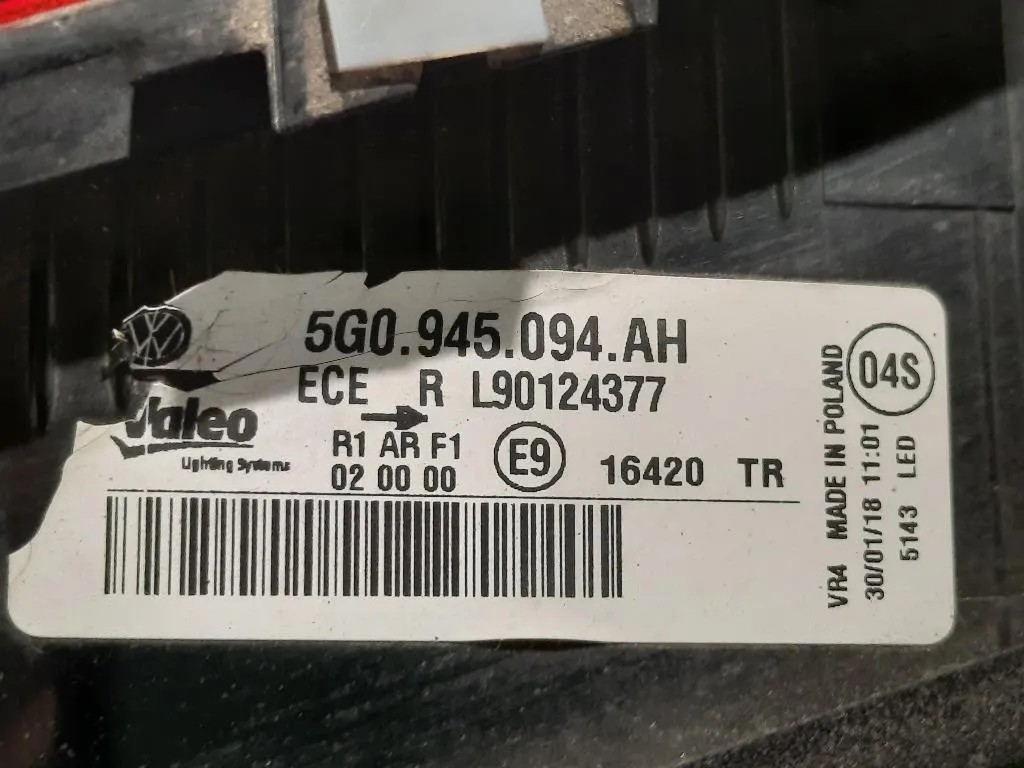 5G0.945.094.AH
ECE R L90124377
Valeo
Lighting Systems
R1 AR F1
02 00 00
E9
16420 TR
04S
VR4 MADE IN POLAND
30/01/18 11:01
5143 LED